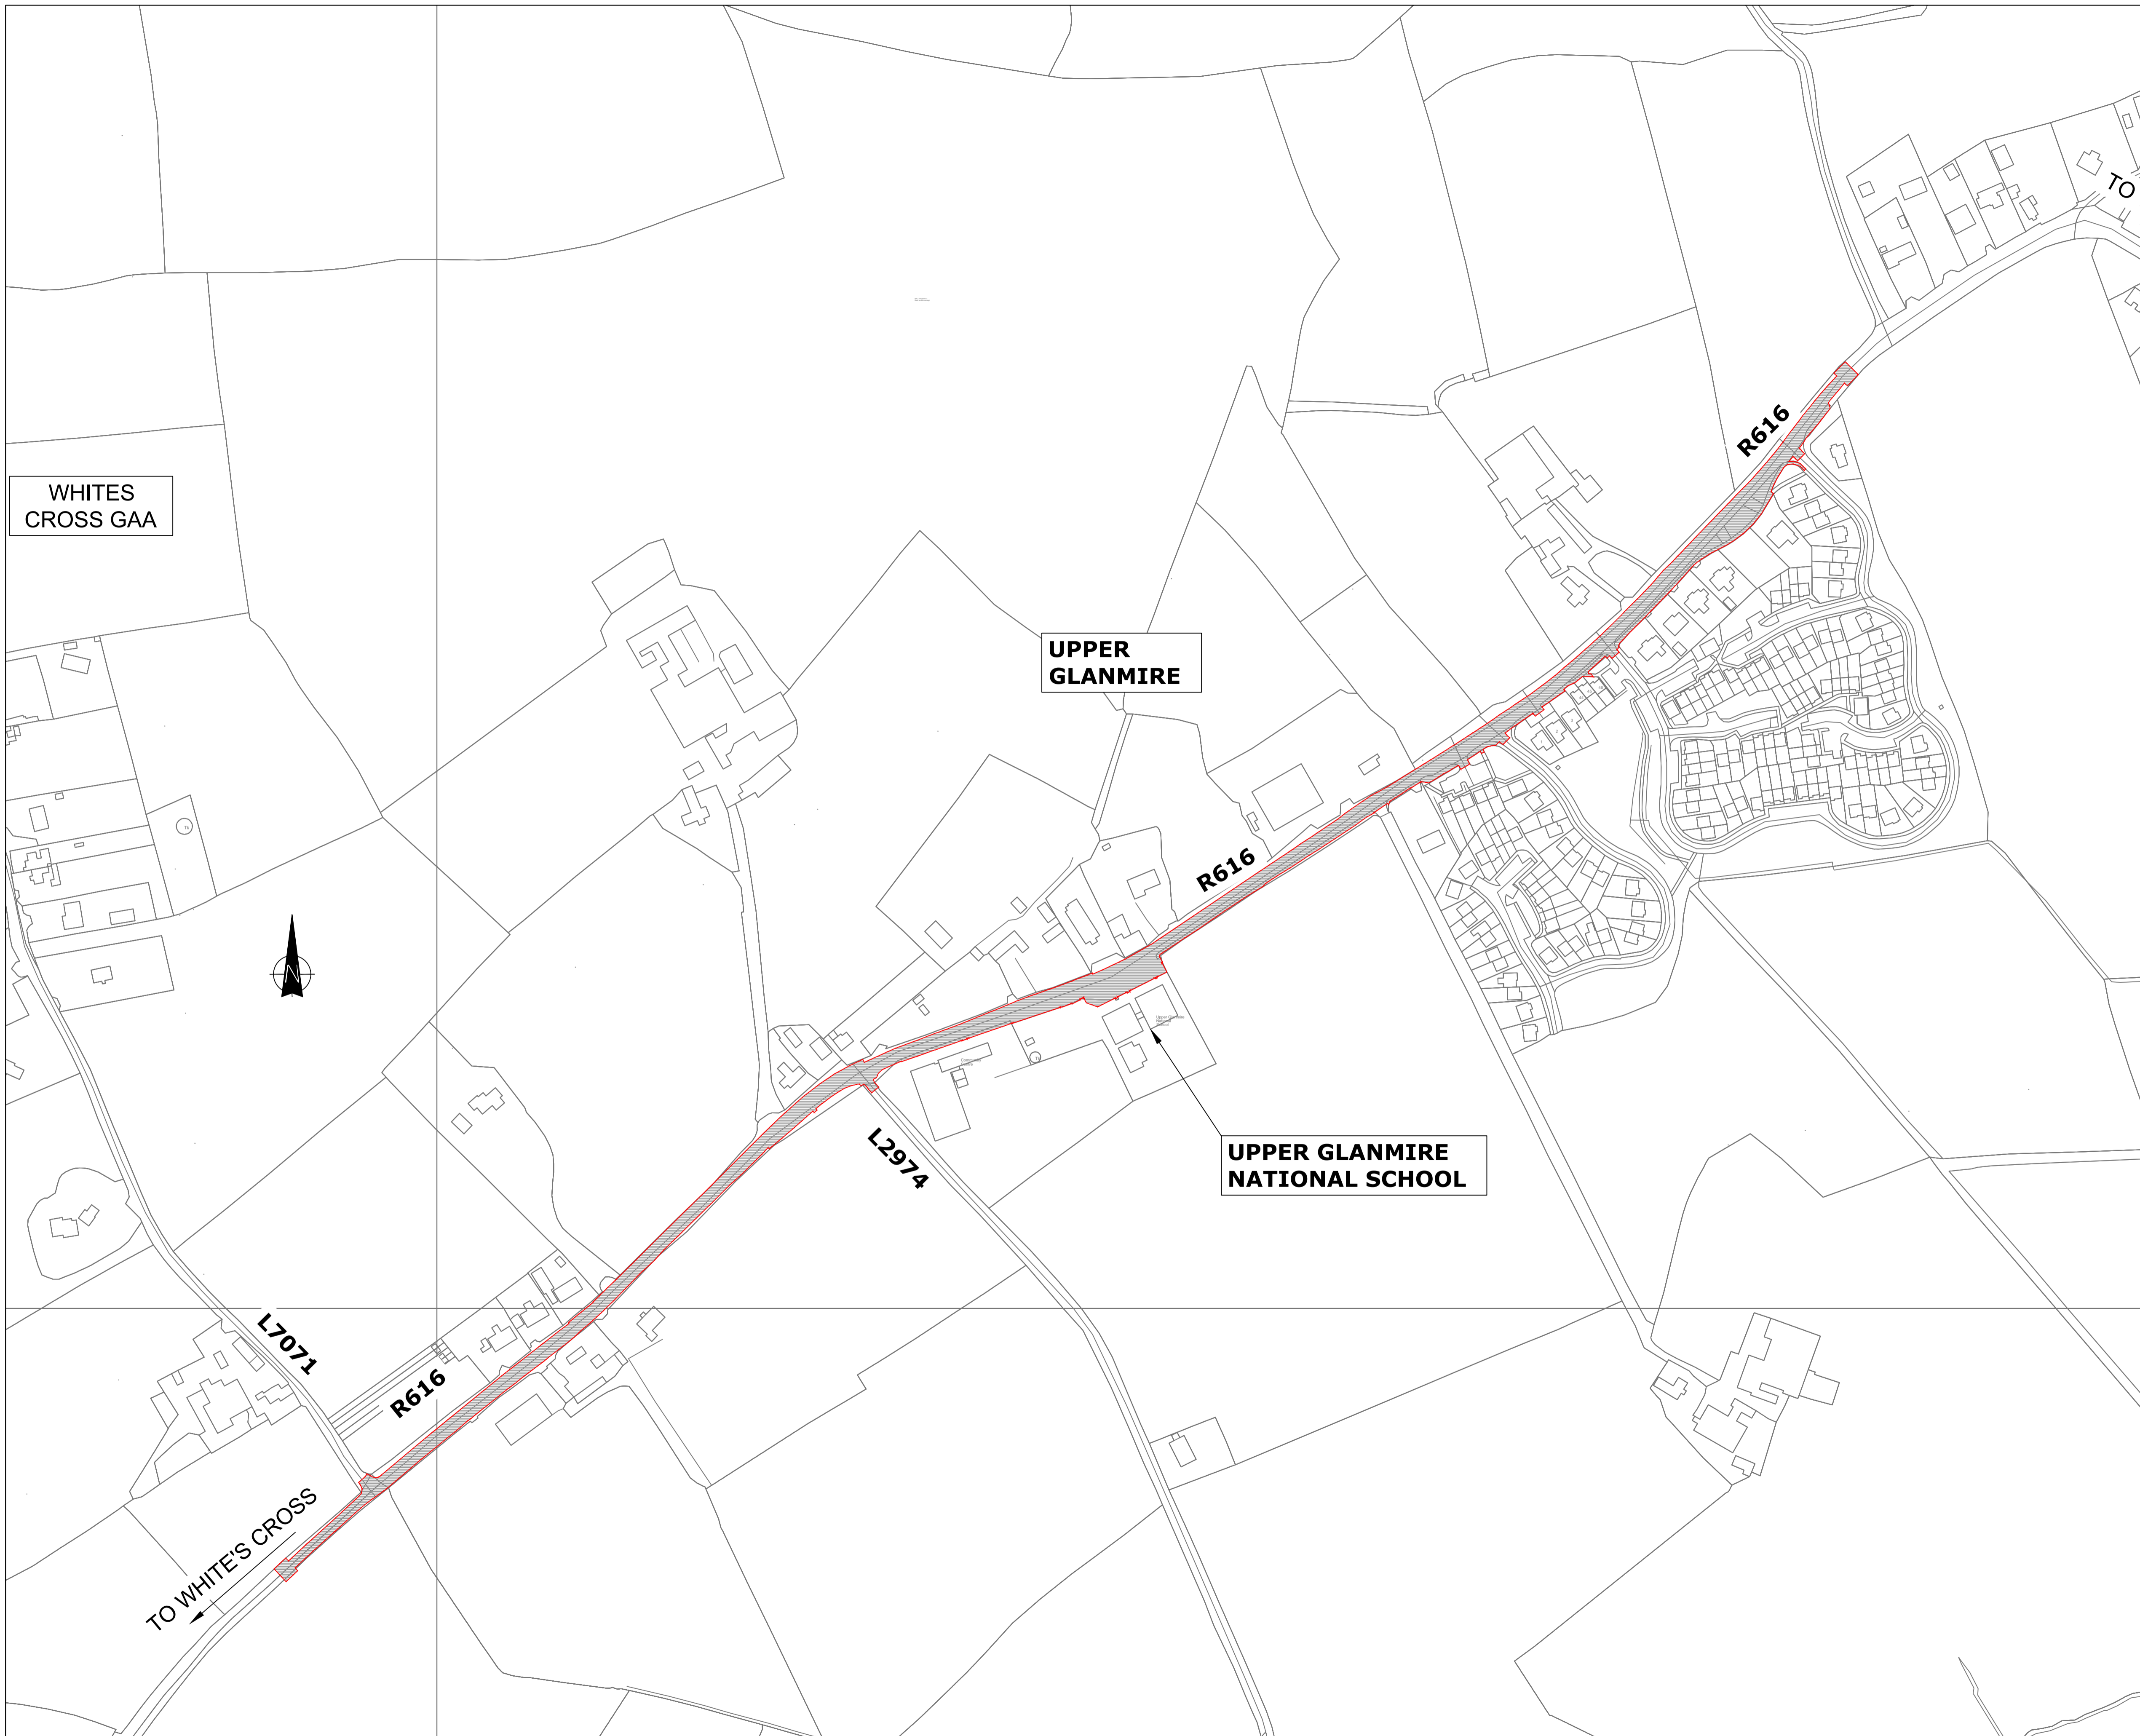 TO
R616
WHITES
CROSS GAA
UPPER
GLANMIRE
R616
N
L2974
UPPER GLANMIRE
NATIONAL SCHOOL
L7071
R616
TO WHITE'S CROSS